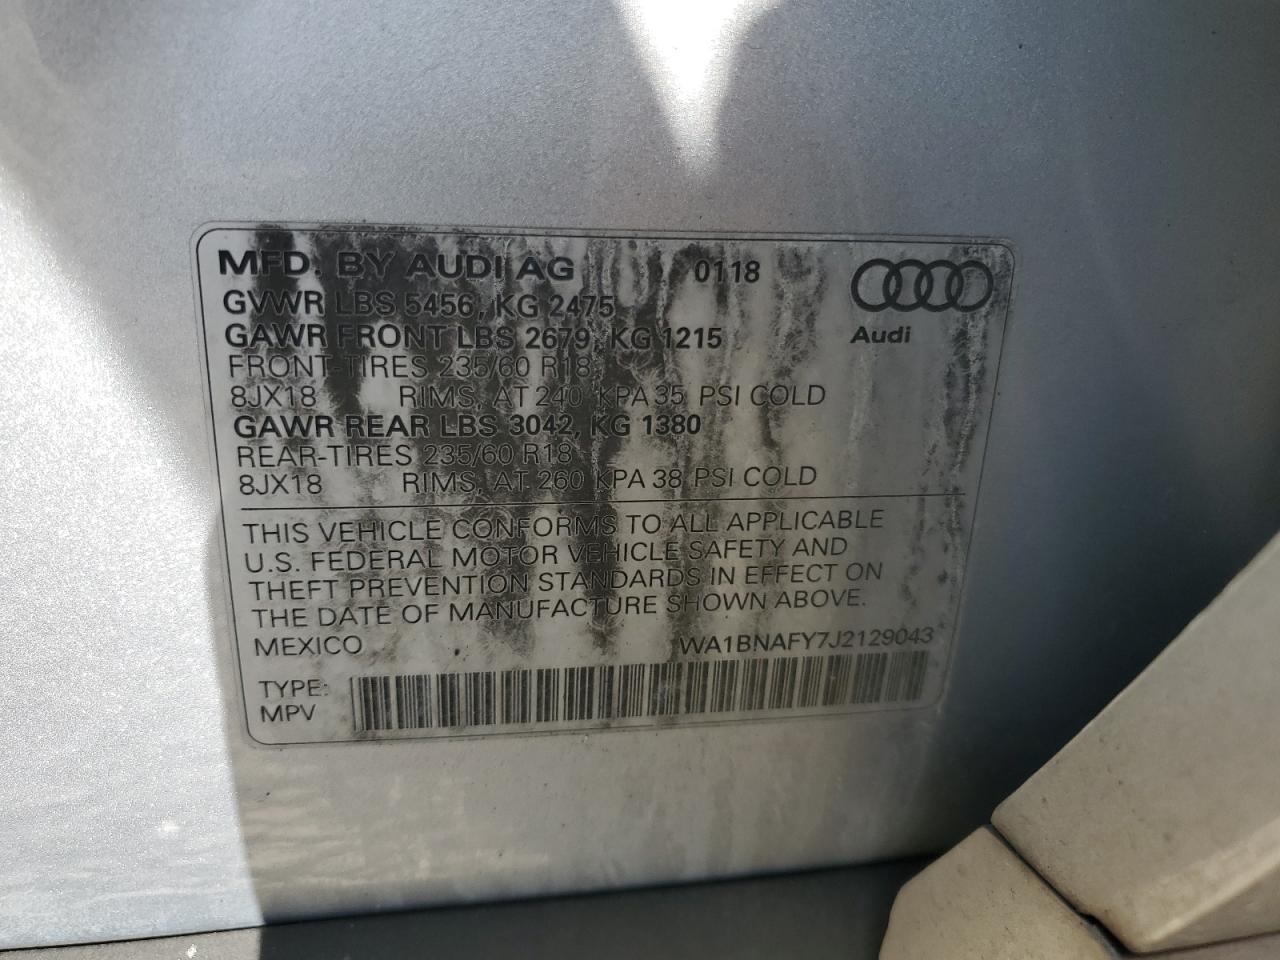 MFD. BY AUDI AG 0118
GVWR LBS 5456, KG 2475
GAWR FRONT LBS 2679, KG 1215
Audi
FRONT-TIRES 235/60 R18
8JX18 RIMS, AT 240 KPA 35 PSI COLD
GAWR REAR LBS 3042, KG 1380
REAR-TIRES 235/60 R18
8JX18 RIMS, AT 260 KPA 38 PSI COLD
THIS VEHICLE CONFORMS TO ALL APPLICABLE
U.S. FEDERAL MOTOR VEHICLE SAFETY AND
THEFT PREVENTION STANDARDS IN EFFECT ON
THE DATE OF MANUFACTURE SHOWN ABOVE.
MEXICO WA1BNAFY7J2129043
TYPE:
MPV